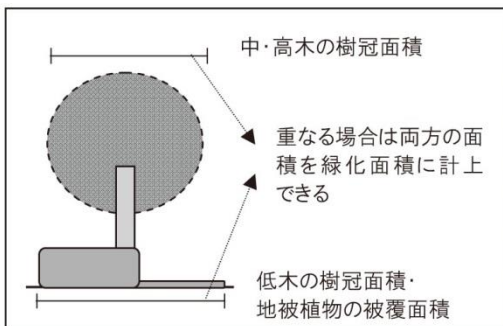 中・高木の樹冠面積
重なる場合は両方の面
積を緑化面積に計上
できる
低木の樹冠面積・
地被植物の被覆面積